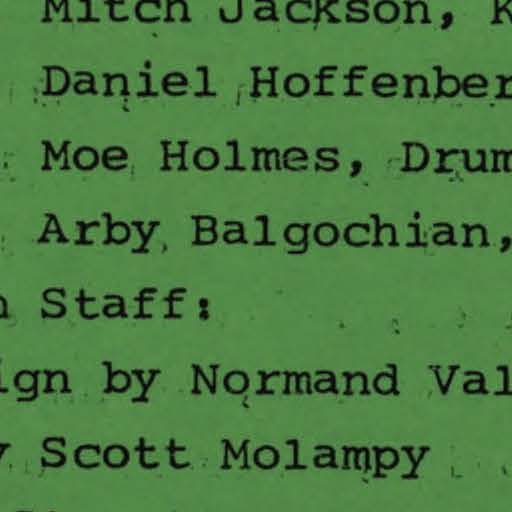 Mitch Jackson, K
Daniel Hoffenber
Moe Holmes, Drum
Arby Balgochian,
n Staff:
ign by Normand Val
y Scott Molampy